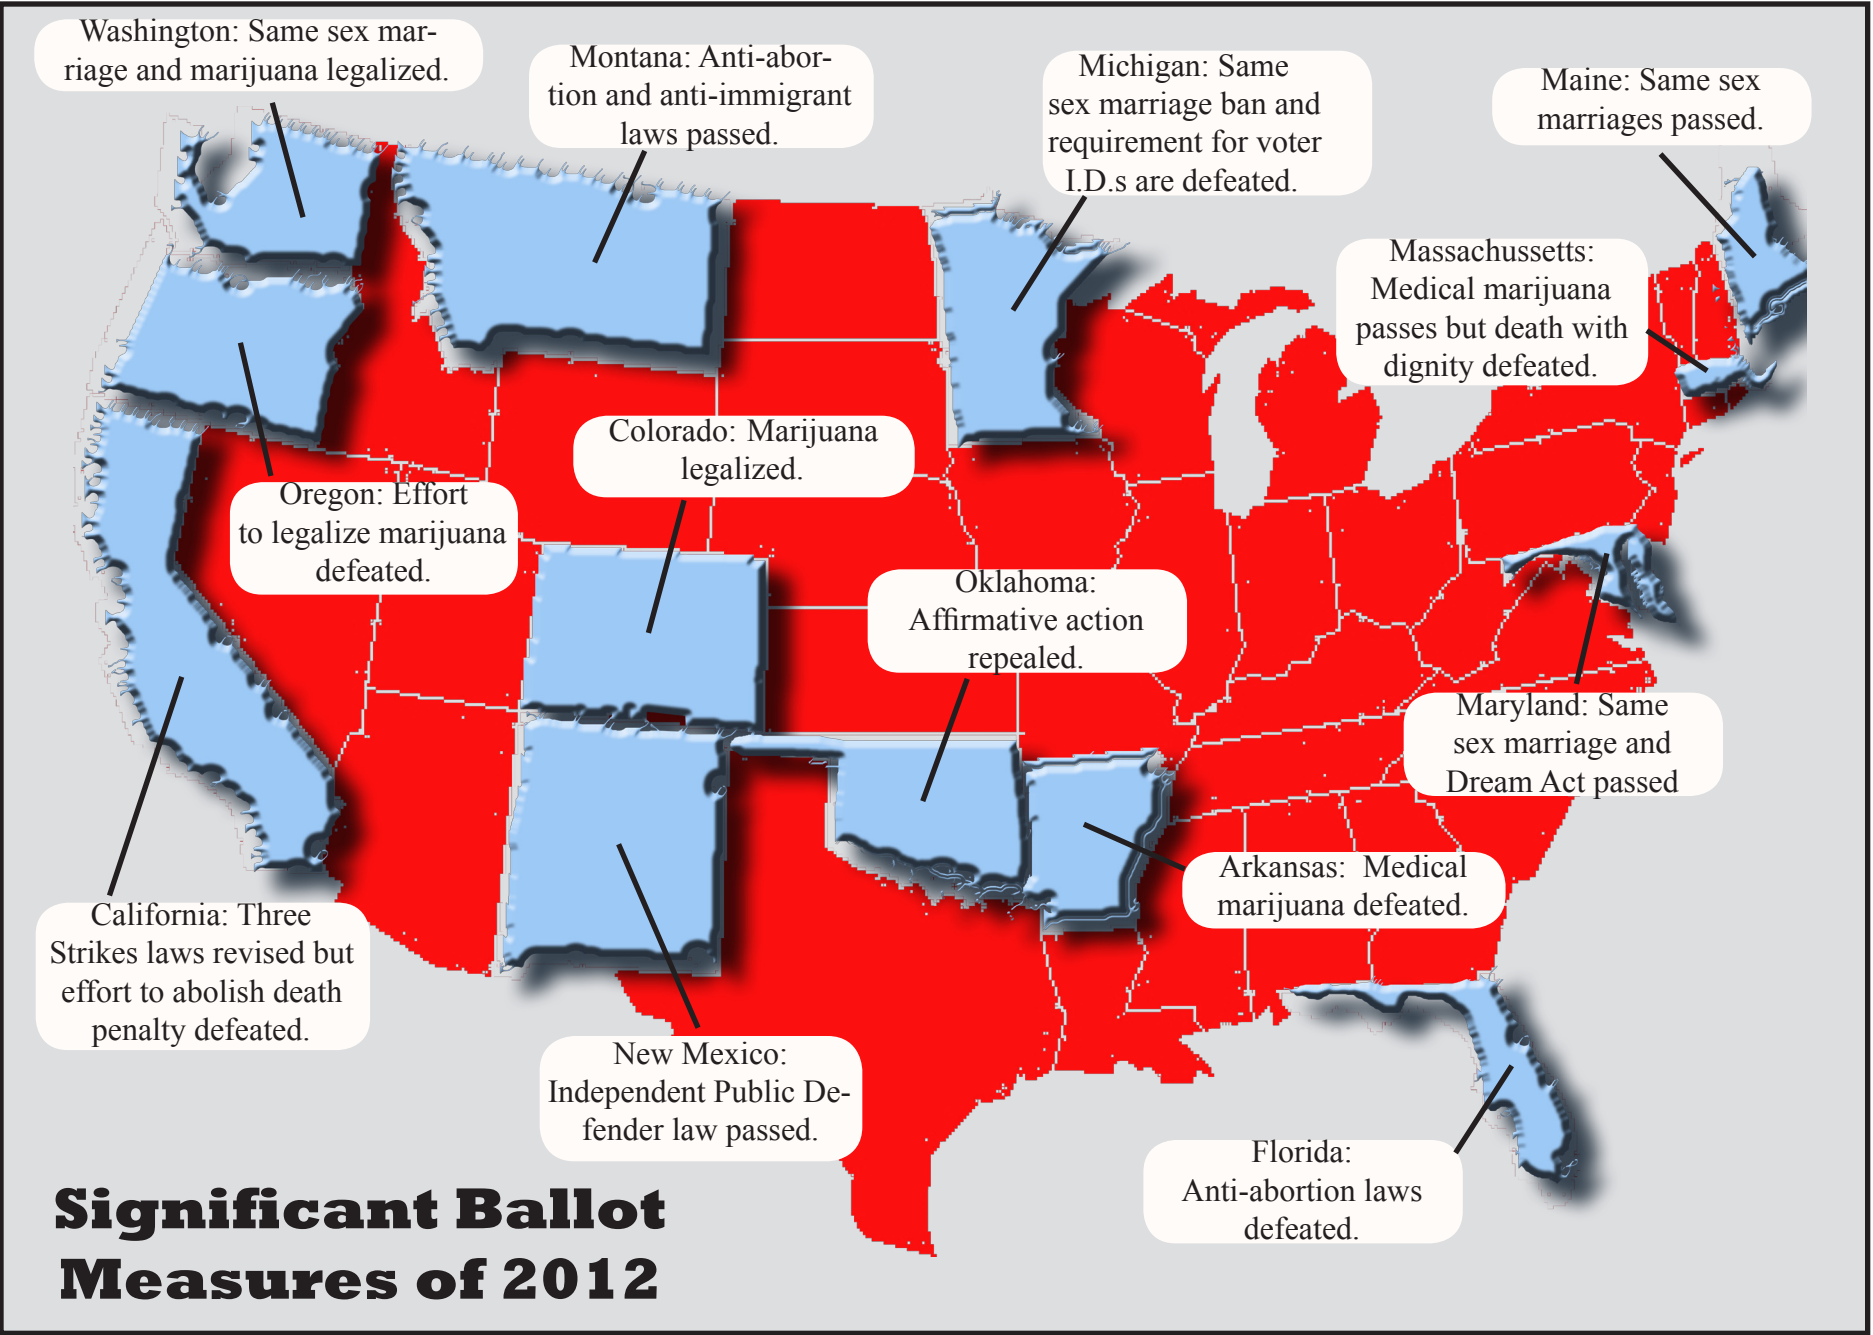 Washington: Same sex mar-
riage and marijuana legalized.
Montana: Anti-abor-
tion and anti-immigrant
laws passed.
Michigan: Same
sex marriage ban and
requirement for voter
I.D.s are defeated.
Maine: Same sex
marriages passed.
Massachussetts:
Medical marijuana
passes but death with
dignity defeated.
Colorado: Marijuana
legalized.
Oregon: Effort
to legalize marijuana
defeated.
Oklahoma:
Affirmative action
repealed.
Maryland: Same
sex marriage and
Dream Act passed
Arkansas:  Medical
marijuana defeated.
California: Three
Strikes laws revised but
effort to abolish death
penalty defeated.
New Mexico:
Independent Public De-
fender law passed.
Florida:
Anti-abortion laws
defeated.
Significant Ballot
Measures of 2012